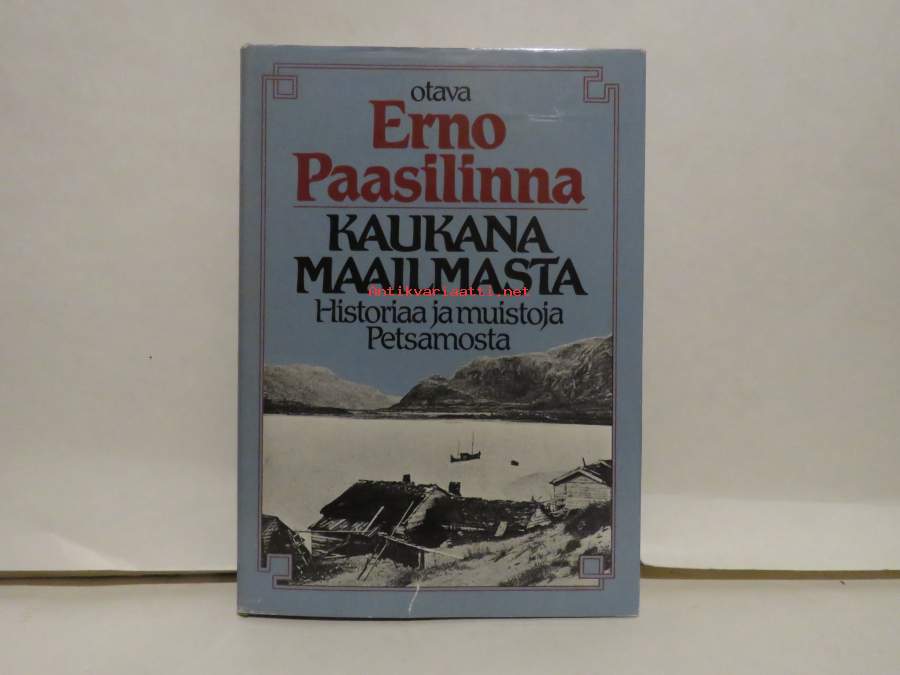 otava
Erno
Paasilinna
KAUKANA
MAAILMASTA
antikvariaatti.net
Historiaa ja muistoja
Petsamosta